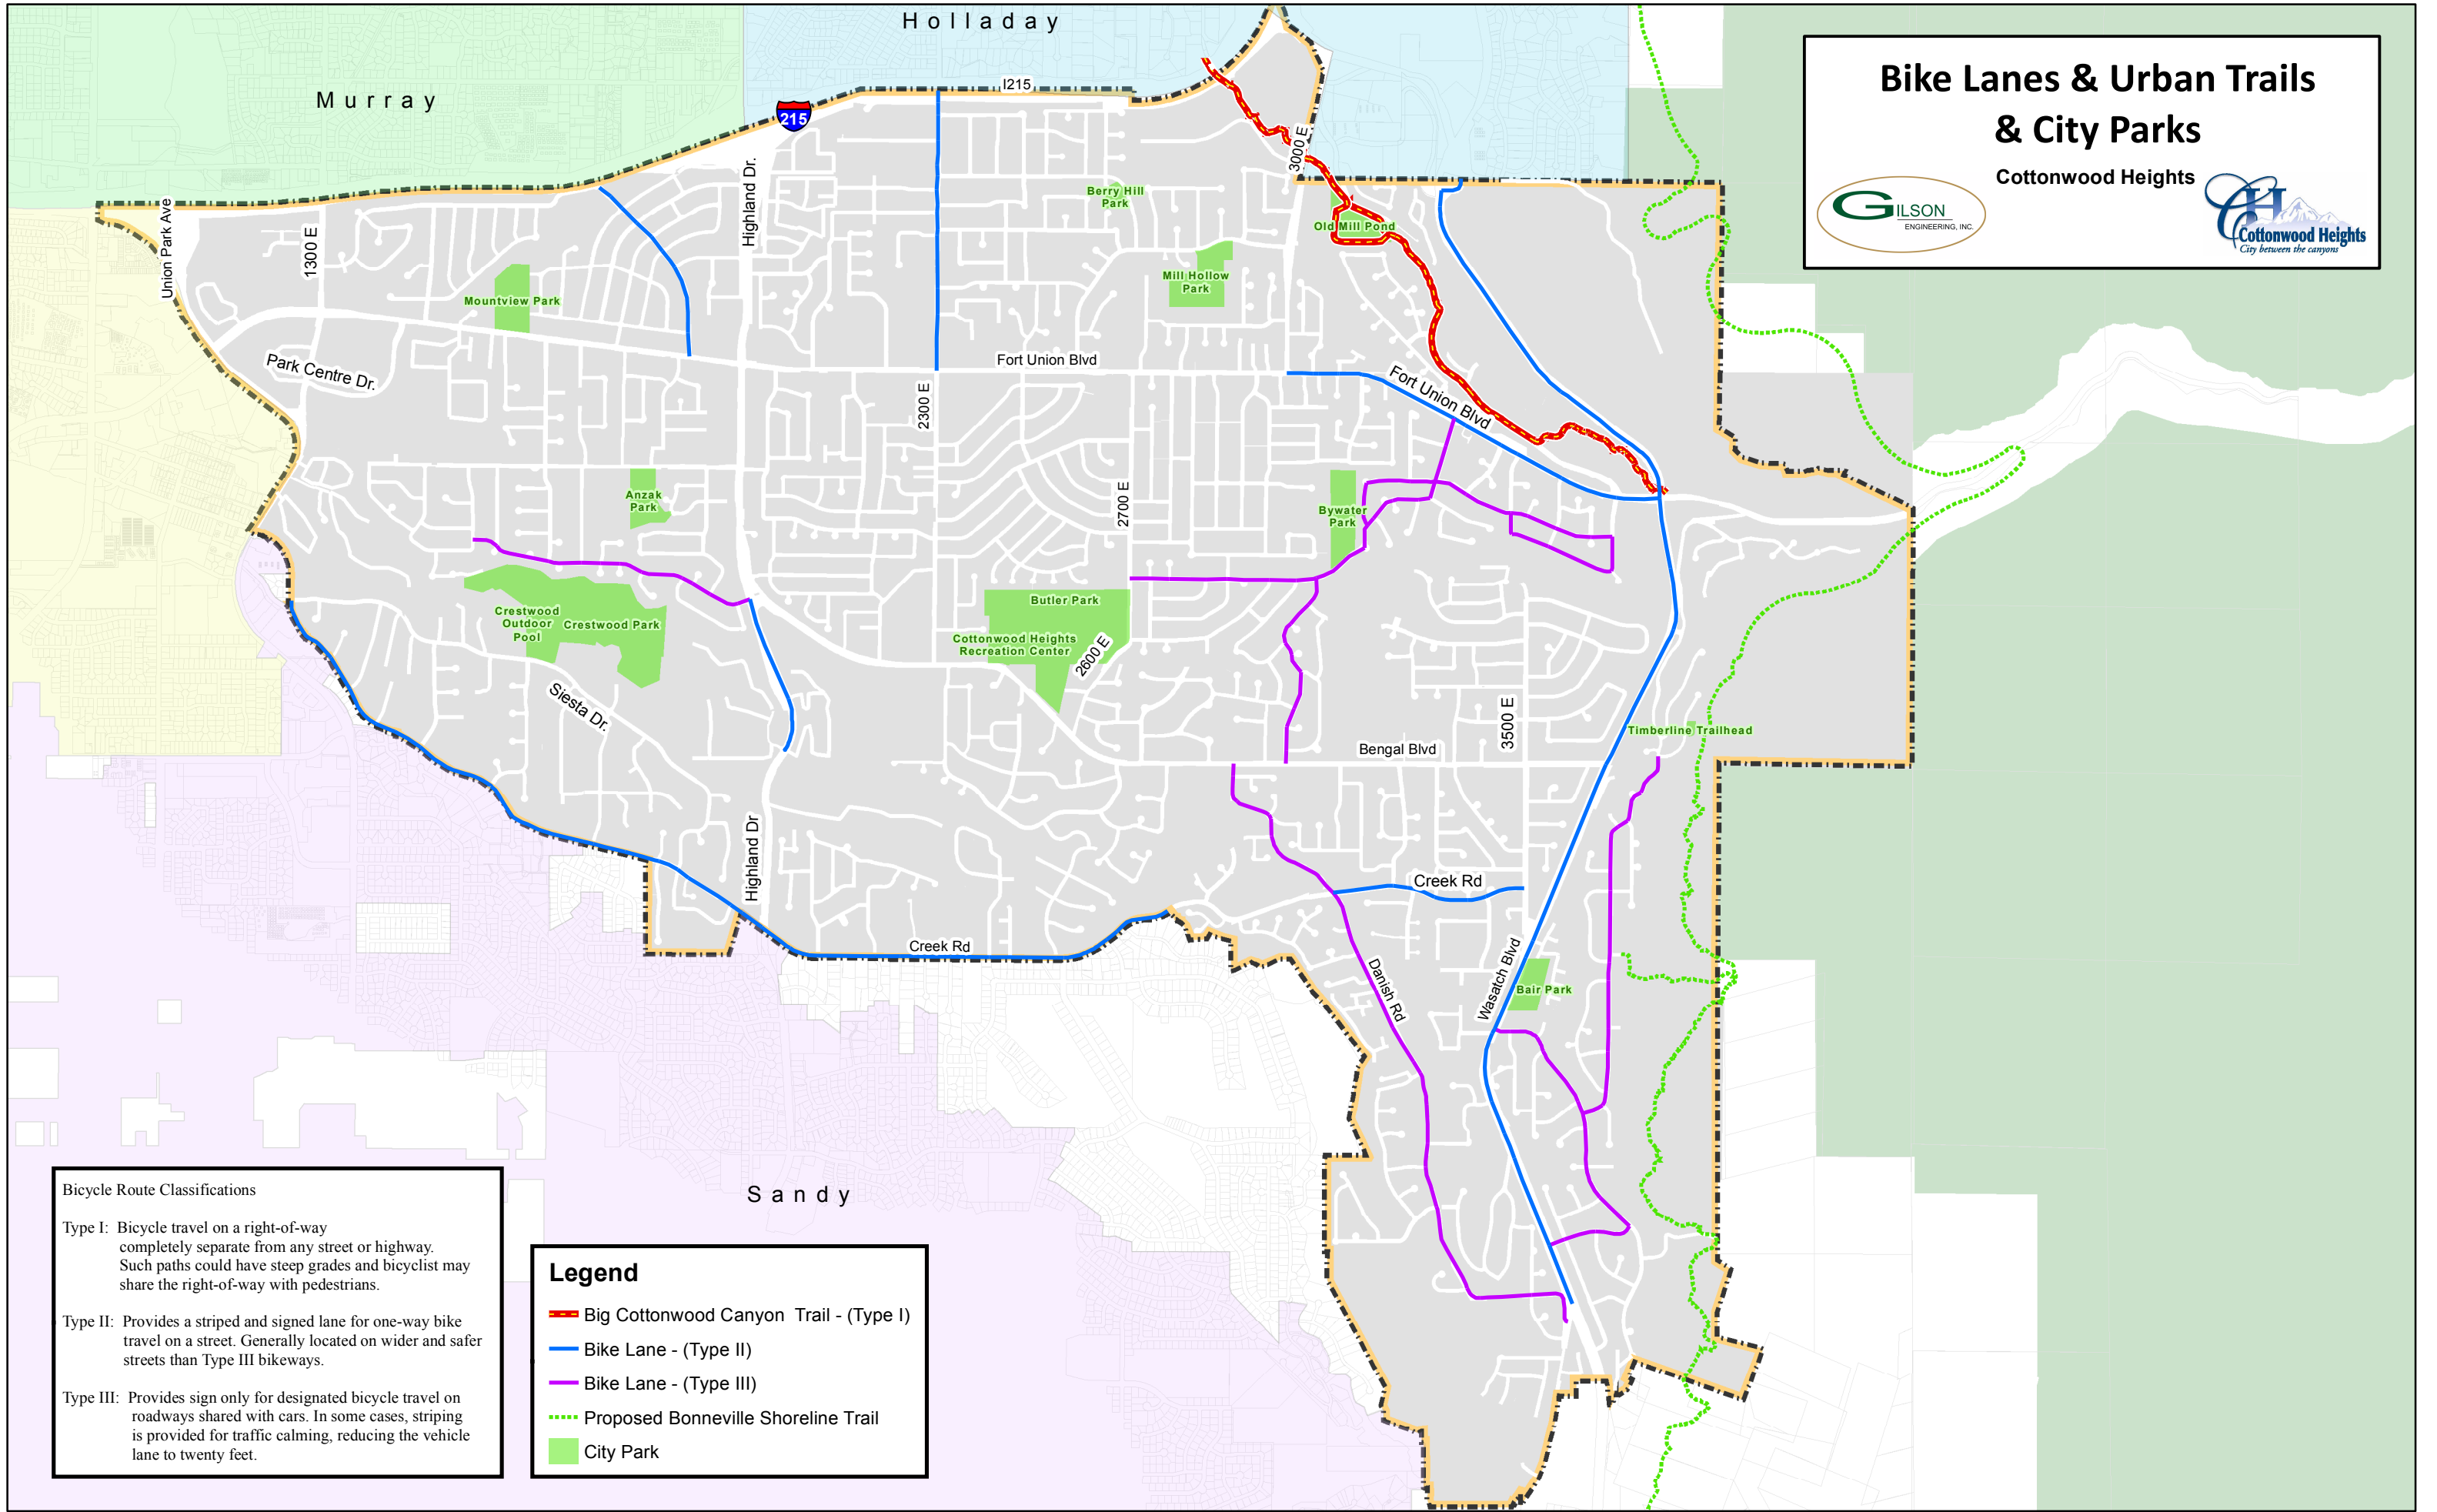 Holladay
Murray
I215
215
Bike Lanes & Urban Trails
& City Parks
Cottonwood Heights
GILSON
ENGINEERING, INC.
CH
Cottonwood Heights
City between the canyons
3000 E
Highland Dr.
Union Park Ave
1300 E
Berry Hill
Park
Old Mill Pond
Mill Hollow
Park
Mountview Park
Park Centre Dr.
Fort Union Blvd
Fort Union Blvd
2300 E
2700 E
Anzak
Park
Bywater
Park
Butler Park
Crestwood
Outdoor
Pool
Crestwood Park
Cottonwood Heights
Recreation Center
2600 E
Siesta Dr.
3500 E
Timberline Trailhead
Bengal Blvd
Highland Dr
Creek Rd
Creek Rd
Danish Rd
Wasatch Blvd
Bair Park
Sandy
Bicycle Route Classifications
Type I: Bicycle travel on a right-of-way
completely separate from any street or highway.
Such paths could have steep grades and bicyclist may
share the right-of-way with pedestrians.
Type II: Provides a striped and signed lane for one-way bike
travel on a street. Generally located on wider and safer
streets than Type III bikeways.
Type III: Provides sign only for designated bicycle travel on
roadways shared with cars. In some cases, striping
is provided for traffic calming, reducing the vehicle
lane to twenty feet.
Legend
Big Cottonwood Canyon Trail - (Type I)
Bike Lane - (Type II)
Bike Lane - (Type III)
Proposed Bonneville Shoreline Trail
City Park